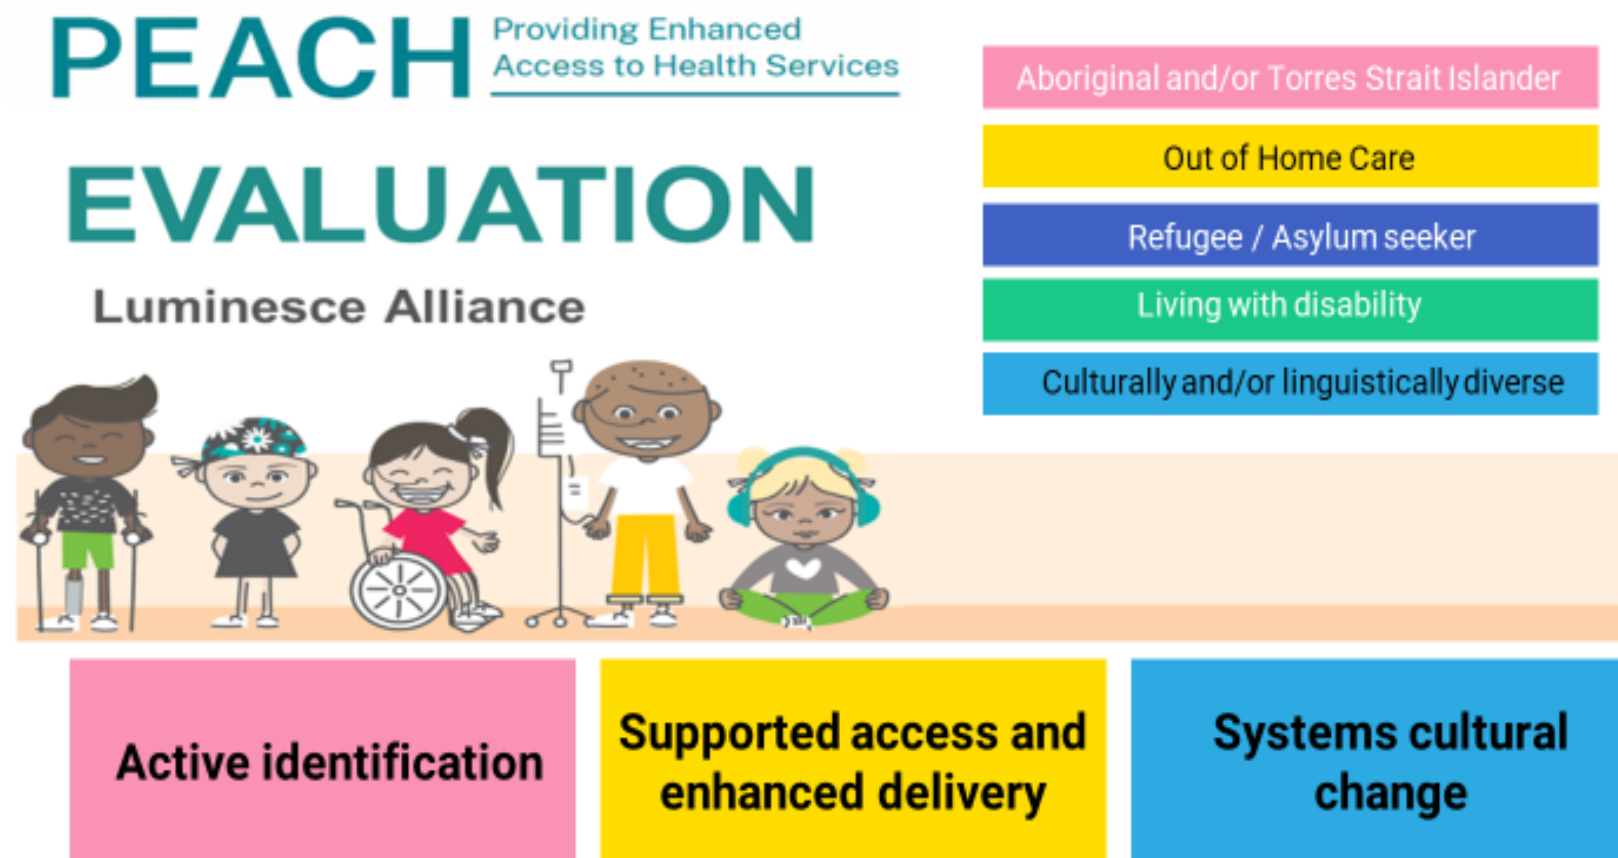 PEACH
Providing Enhanced
Access to Health Services
EVALUATION
Luminesce Alliance
Aboriginal and/or Torres Strait Islander
Out of Home Care
Refugee / Asylum seeker
Living with disability
Culturally and/or linguistically diverse
Active identification
Supported access and
enhanced delivery
Systems cultural
change